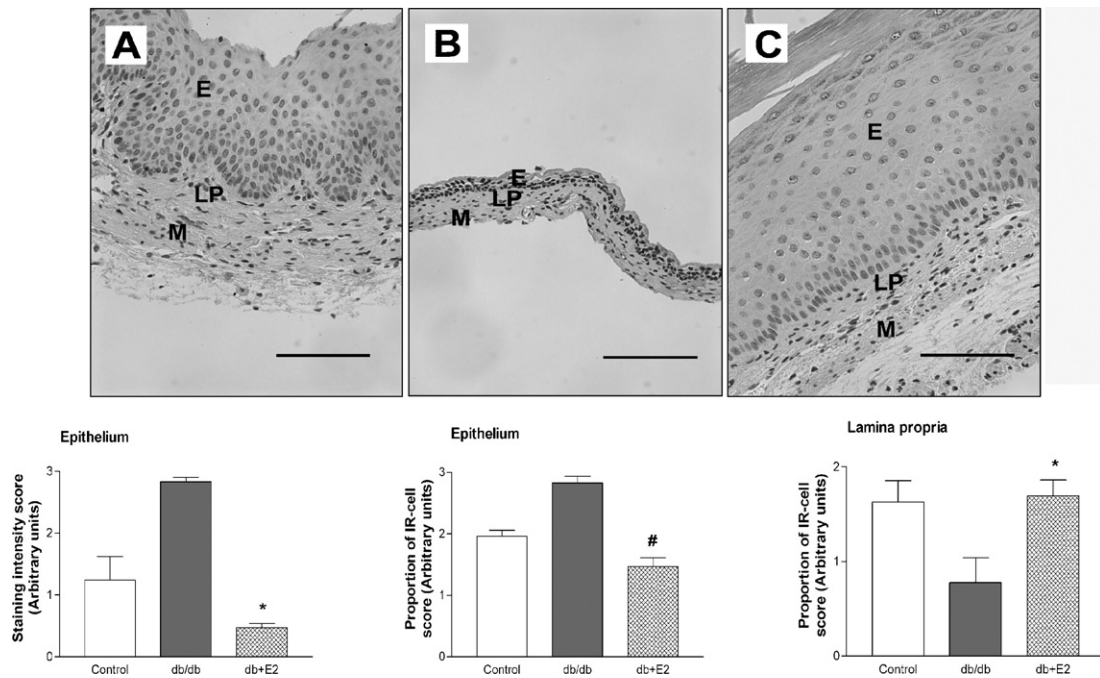 A
E
LP
M
B
E
LP
M
C
E
LP
M
Epithelium
Staining intensity score
(Arbitrary units)
3
2
1
0
*
Control db/db db+E2
Epithelium
Proportion of IR-cell
score (Arbitrary units)
3
2
1
0
#
Control db/db db+E2
Lamina propria
Proportion of IR-cell
score (Arbitrary units)
2
1
0
*
Control db/db db+E2